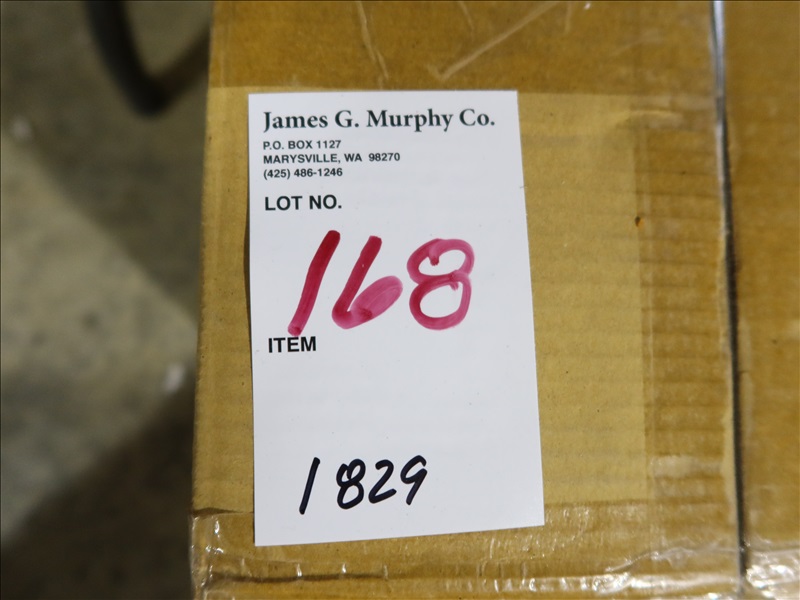 James G. Murphy Co.
P.O. BOX 1127
MARYSVILLE, WA 98270
(425) 486-1246
LOT NO.
168
ITEM
1829